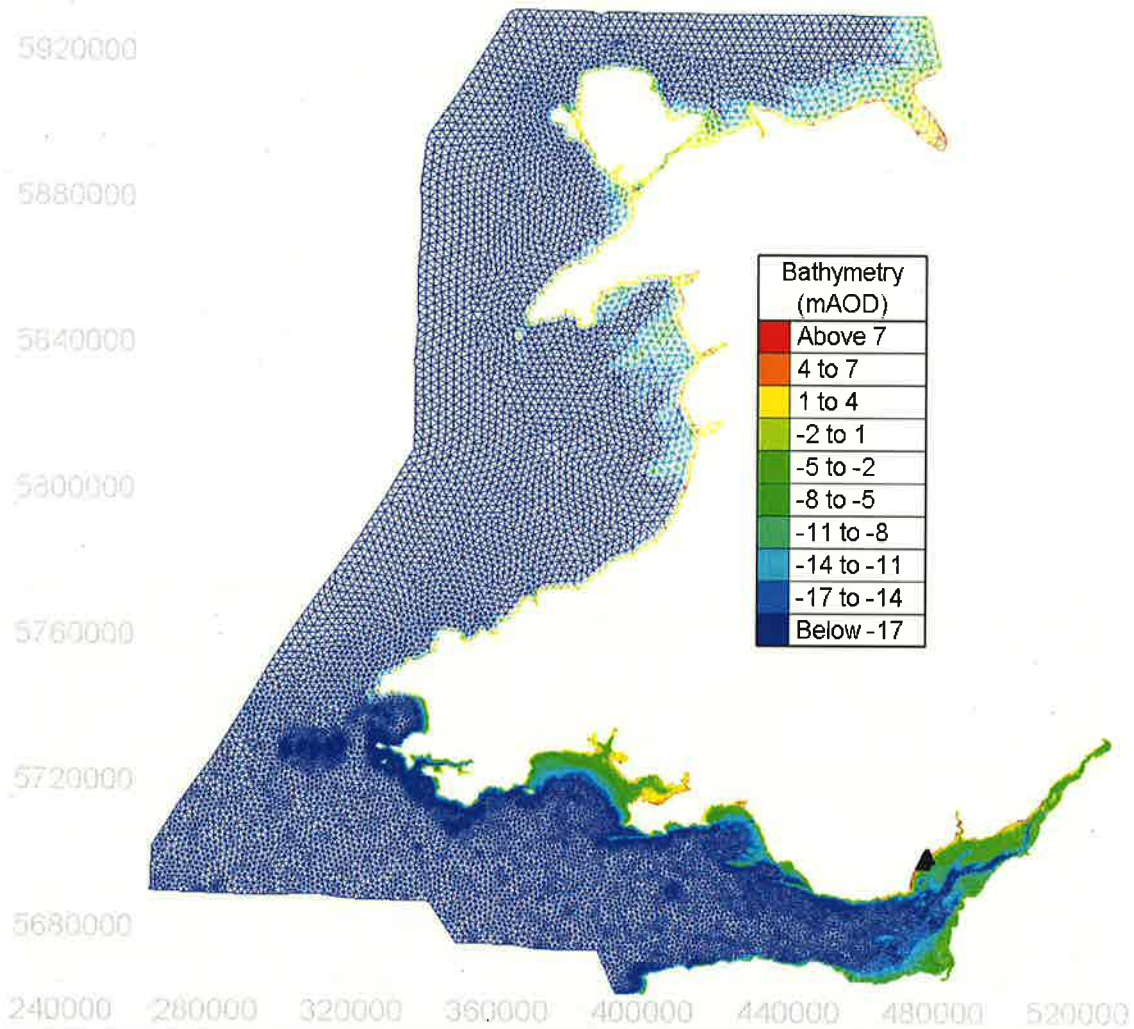 5920000
5880000
5840000
5800000
5760000
5720000
5680000
240000 280000 320000 360000 400000 440000 480000 520000
Bathymetry
(mAOD)
Above 7
4 to 7
1 to 4
-2 to 1
-5 to -2
-8 to -5
-11 to -8
-14 to -11
-17 to -14
Below -17